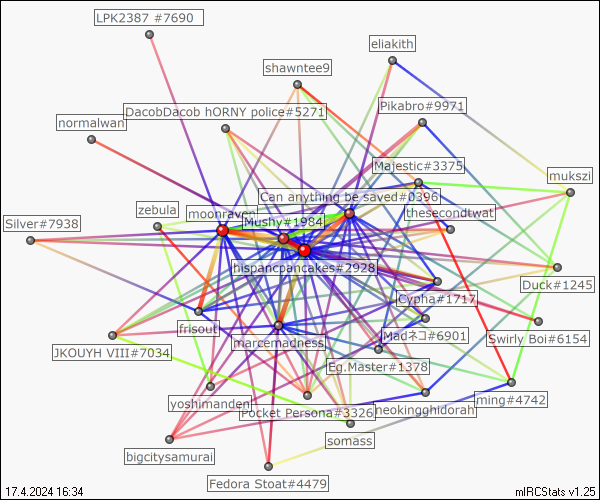 LPK2387 #7690
eliakith
shawntee9
Pikabro#9971
DacobDacob hORNY police#5271
normalwan
Majestic#3375
mukszi
Can anything be saved#0396
zebula
moonraven
thesecondtwat
Mushy#1984
Silver#7938
hispancpancakes#2928
Duck#1245
Cypha#1717
frisout
Madネコ#6901
Swirly Boi#6154
marcemadness
JKOUYH VIII#7034
Eg.Master#1378
yoshimanden
Pocket Persona#3326
neokingghidorah
ming#4742
somass
bigcitysamurai
Fedora Stoat#4479
17.4.2024 16:34
mIRCStats v1.25